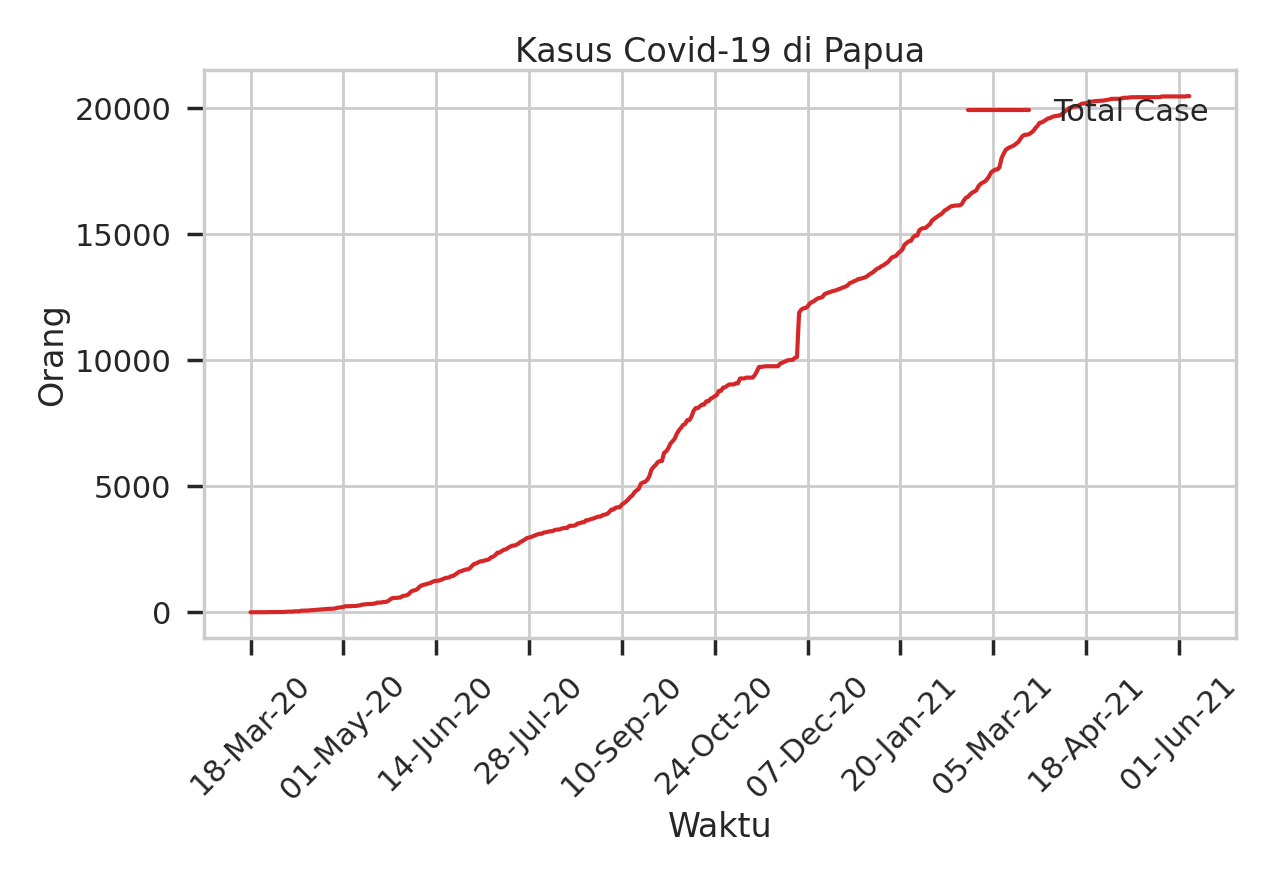 Kasus Covid-19 di Papua
Total Case
Orang
20000
15000
10000
5000
0
18-Mar-20
01-May-20
14-Jun-20
28-Jul-20
10-Sep-20
24-Oct-20
07-Dec-20
20-Jan-21
05-Mar-21
18-Apr-21
01-Jun-21
Waktu